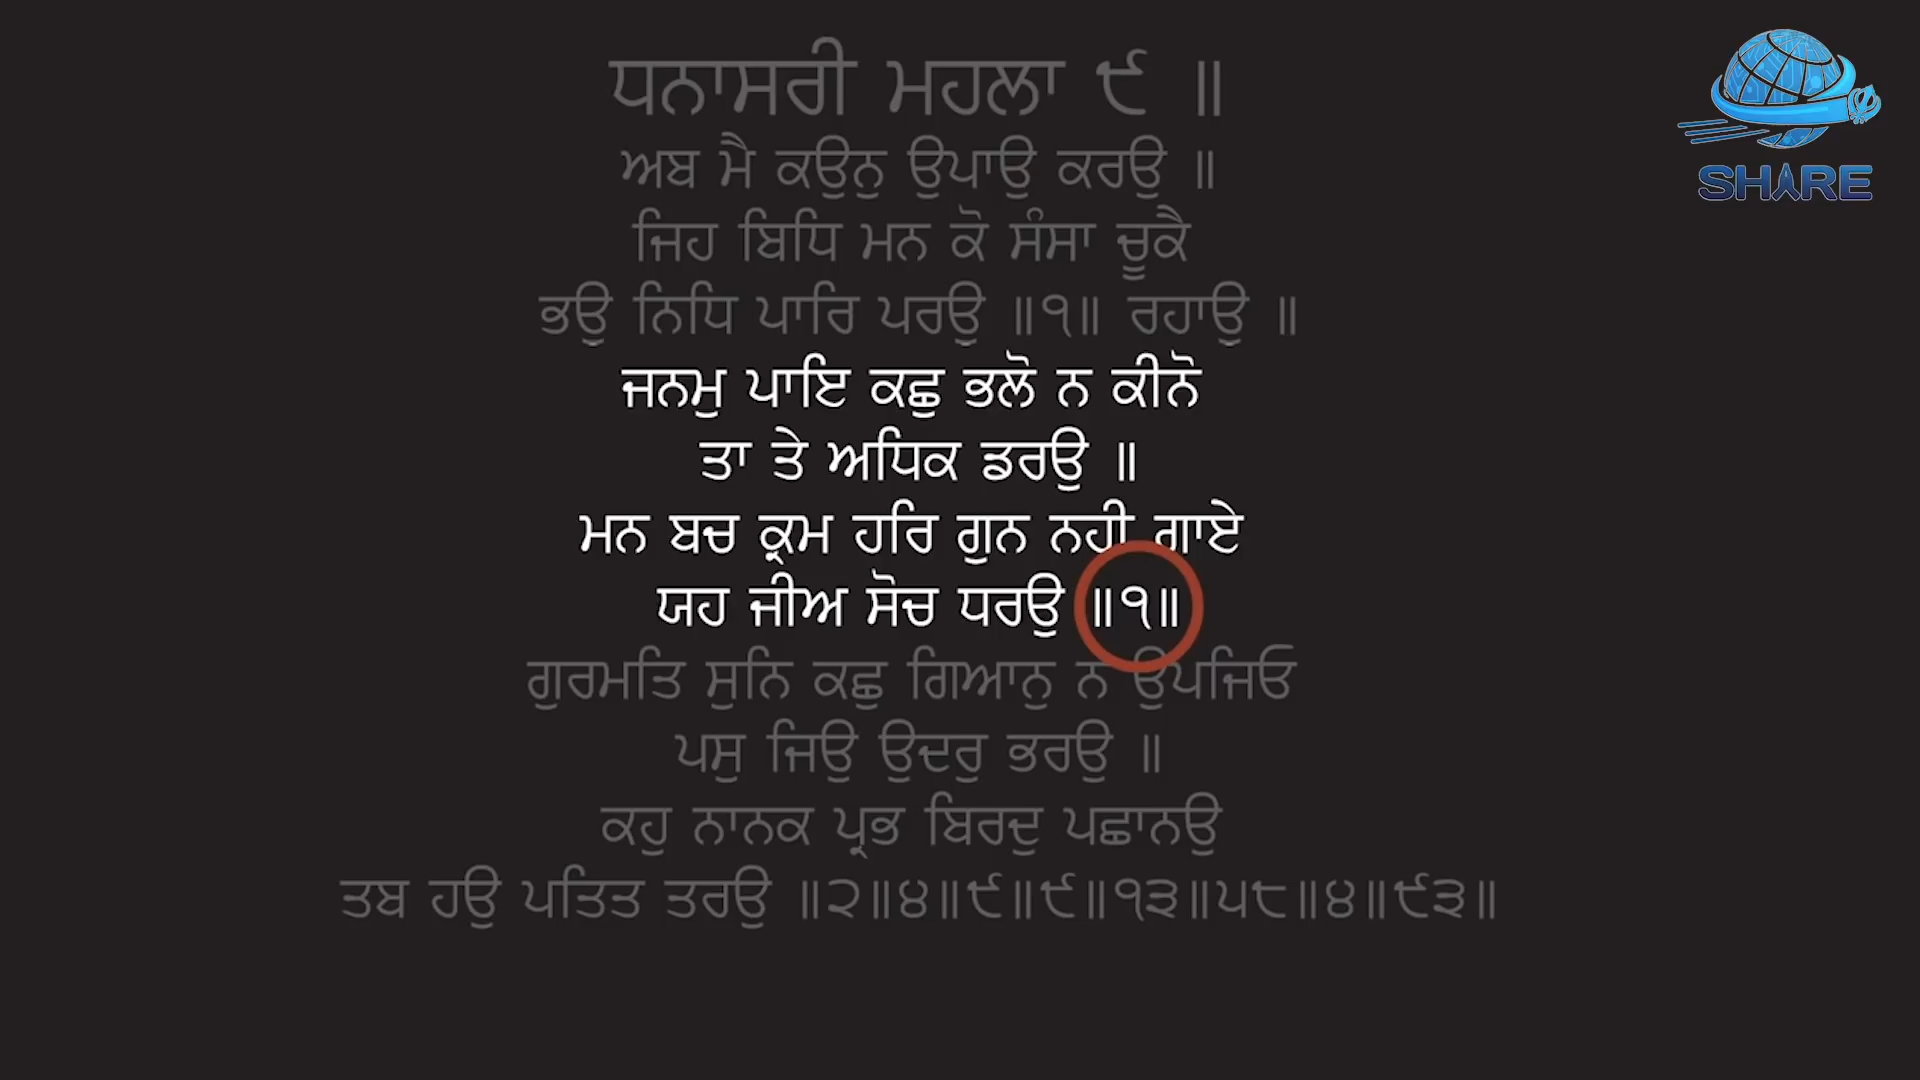 ਧਨਾਸਰੀ ਮਹਲਾ ੯ ॥
ਅਬ ਮੈ ਕਉਨੁ ਉਪਾਉ ਕਰਉ ॥
ਜਿਹ ਬਿਧਿ ਮਨ ਕੋ ਸੰਸਾ ਚੂਕੈ
ਭਉ ਨਿਧਿ ਪਾਰਿ ਪਰਉ ॥੧॥ ਰਹਾਉ ॥
ਜਨਮੁ ਪਾਇ ਕਛੁ ਭਲੋ ਨ ਕੀਨੋ
ਤਾ ਤੇ ਅਧਿਕ ਡਰਉ ॥
ਮਨ ਬਚ ਕ੍ਰਮ ਹਰਿ ਗੁਨ ਨਹੀ ਗਾਏ
ਯਹ ਜੀਅ ਸੋਚ ਧਰਉ ॥੧॥
ਗੁਰਮਤਿ ਸੁਨਿ ਕਛੁ ਗਿਆਨੁ ਨ ਉਪਜਿਓ
ਪਸੁ ਜਿਉ ਉਦਰੁ ਭਰਉ ॥
ਕਹੁ ਨਾਨਕ ਪ੍ਰਭ ਬਿਰਦੁ ਪਛਾਨਉ
ਤਬ ਹਉ ਪਤਿਤ ਤਰਉ ॥੨॥੪॥੯॥੯॥੧੩॥੫੮॥੪॥੯੩॥
SHARE